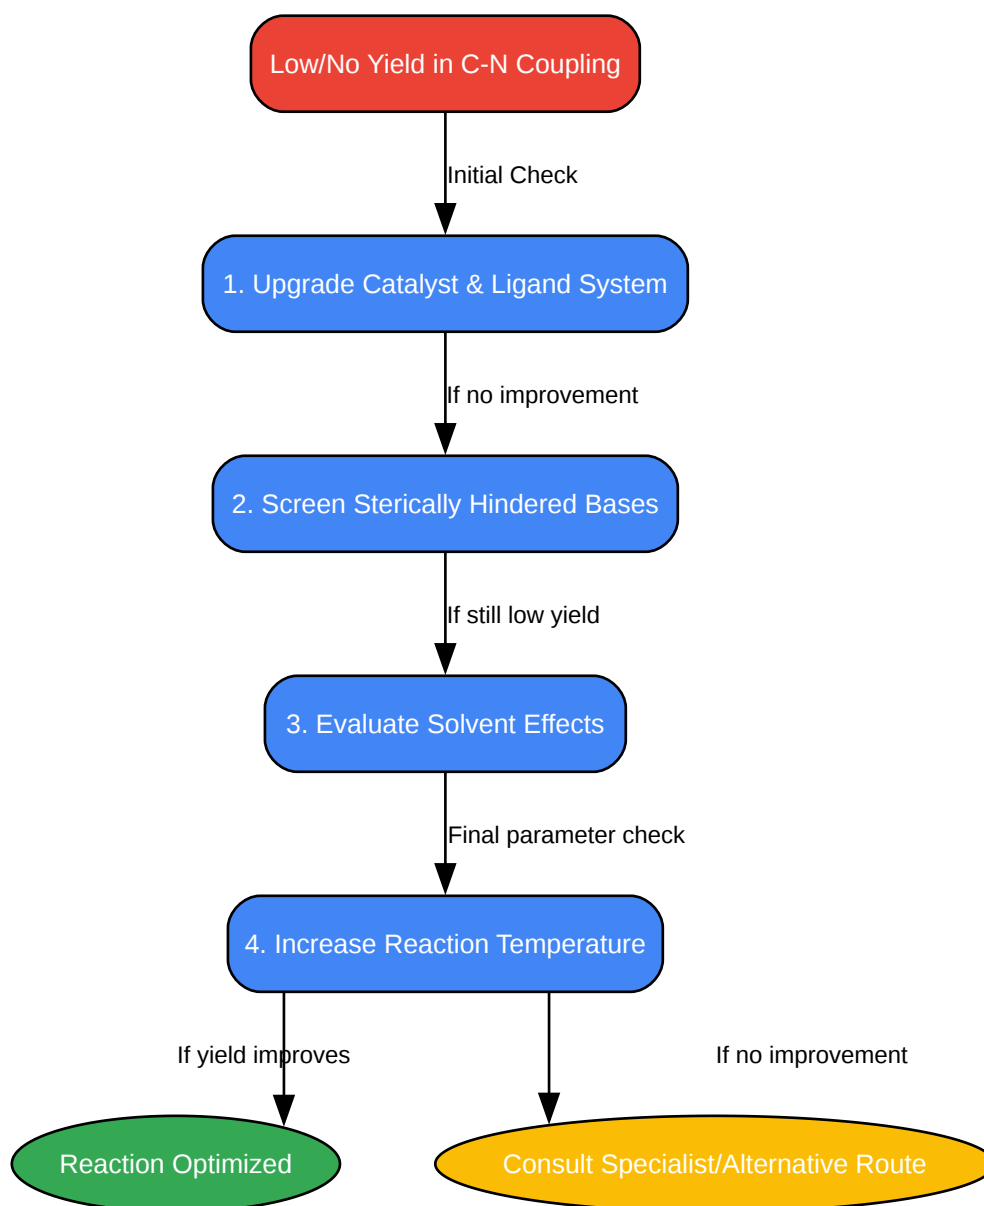 Low/No Yield in C-N Coupling
Initial Check
1. Upgrade Catalyst & Ligand System
If no improvement
2. Screen Sterically Hindered Bases
If still low yield
3. Evaluate Solvent Effects
Final parameter check
4. Increase Reaction Temperature
If yield improves
If no improvement
Reaction Optimized
Consult Specialist/Alternative Route